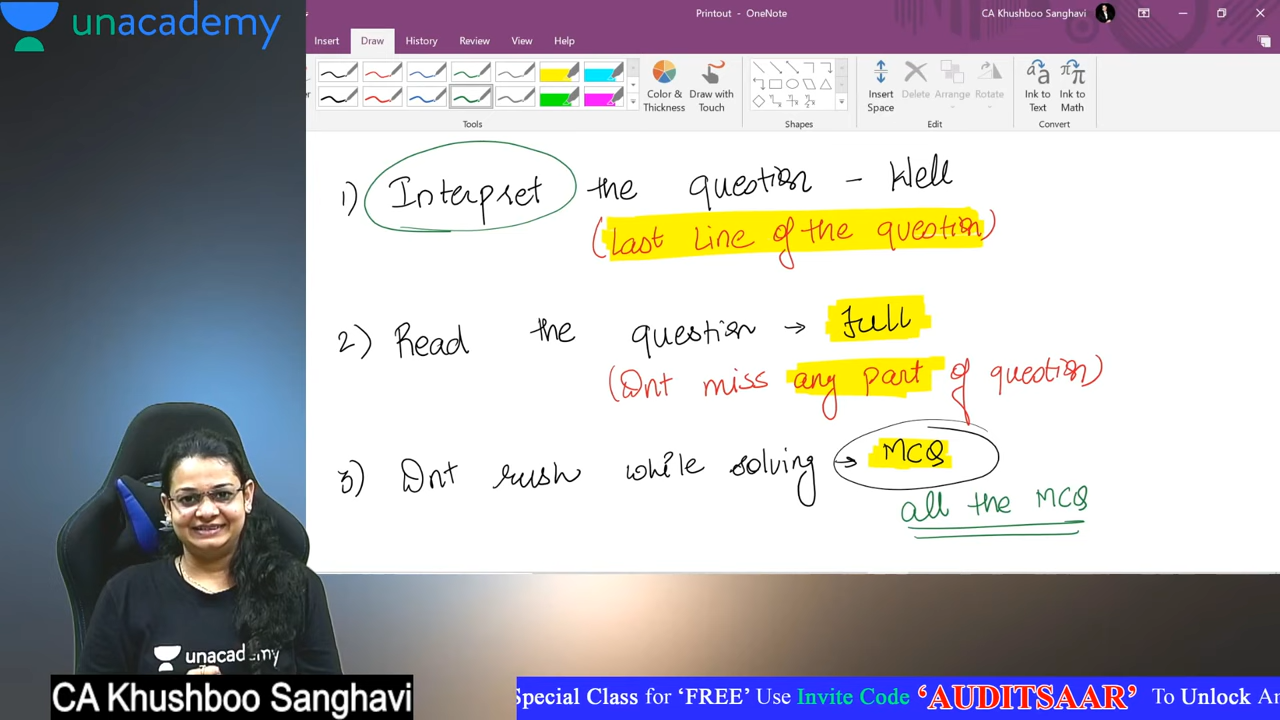 unacademy
Printout - OneNote
CA Khushboo Sanghavi
Insert Draw History Review View Help
Color & Thickness
Draw with Touch
Insert Space
Delete
Arrange
Rotate
Ink to Text
Ink to Math
Tools
Shapes
Edit
Convert
1) Interpret the question - Well
(last line of the question)
2) Read the question → Full
(Dnt miss any part of question)
3) Dnt rush while solving → MCQ
all the MCQ
unacademy
CA Khushboo Sanghavi
Special Class for ‘FREE’ Use Invite Code ‘AUDITSAAR’ To Unlock An